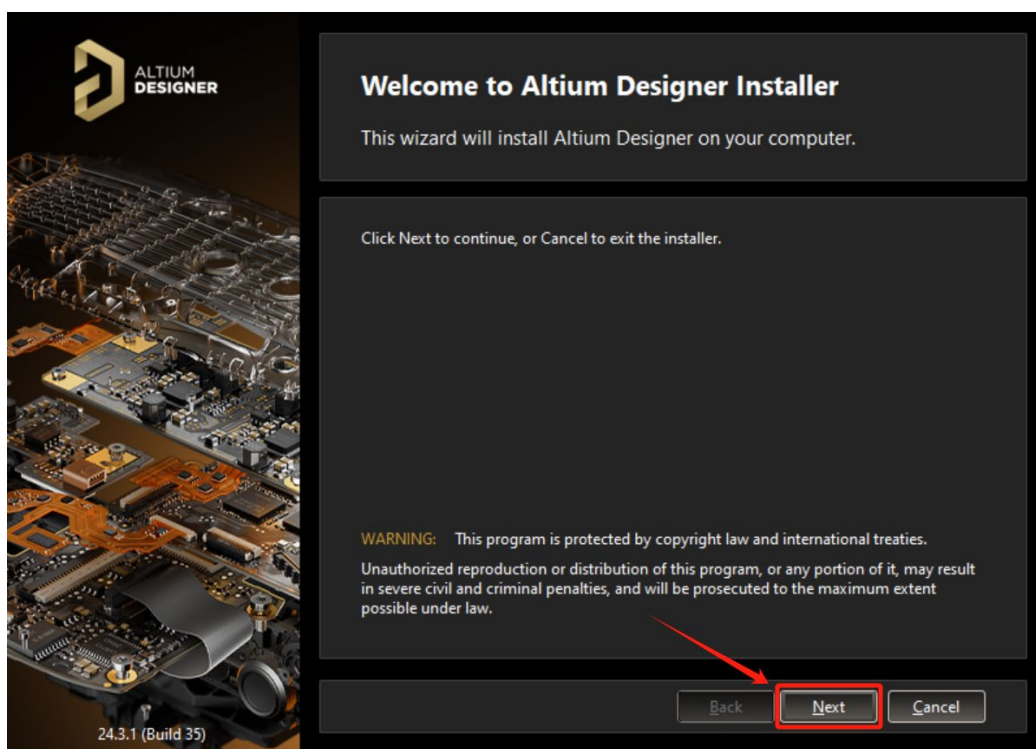 ALTIUM
DESIGNER
Welcome to Altium Designer Installer
This wizard will install Altium Designer on your computer.
Click Next to continue, or Cancel to exit the installer.
WARNING: This program is protected by copyright law and international treaties.
Unauthorized reproduction or distribution of this program, or any portion of it, may result
in severe civil and criminal penalties, and will be prosecuted to the maximum extent
possible under law.
Back Next Cancel
24.3.1 (Build 35)